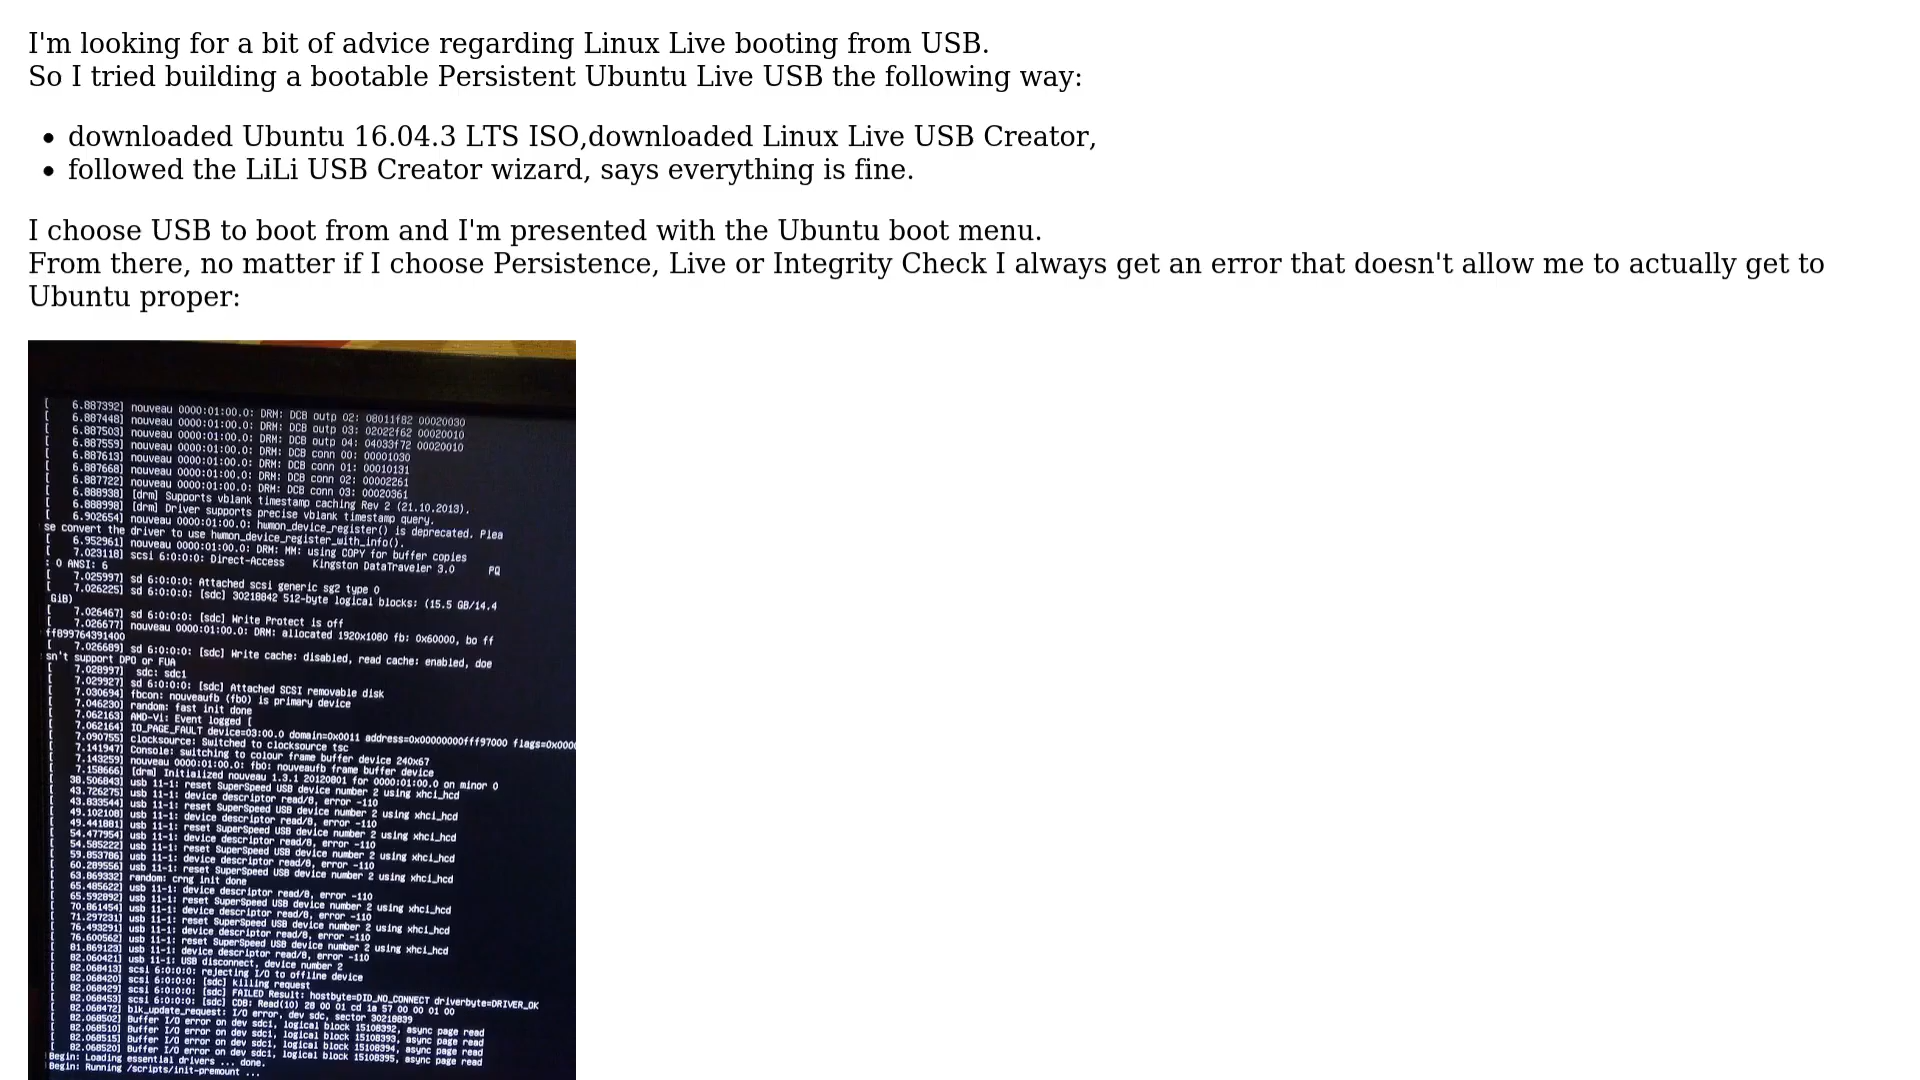 I'm looking for a bit of advice regarding Linux Live booting from USB.
So I tried building a bootable Persistent Ubuntu Live USB the following way:
• downloaded Ubuntu 16.04.3 LTS ISO,downloaded Linux Live USB Creator,
• followed the LiLi USB Creator wizard, says everything is fine.
I choose USB to boot from and I'm presented with the Ubuntu boot menu.
From there, no matter if I choose Persistence, Live or Integrity Check I always get an error that doesn't allow me to actually get to
Ubuntu proper:
[ 6.887392] nouveau 0000:01:00.0: DRM: DCB outp 02: 08011f82 00020030
[ 6.887448] nouveau 0000:01:00.0: DRM: DCB outp 03: 02022f62 00020010
[ 6.887503] nouveau 0000:01:00.0: DRM: DCB outp 04: 04033f72 00020010
[ 6.887559] nouveau 0000:01:00.0: DRM: DCB conn 00: 00001030
[ 6.887613] nouveau 0000:01:00.0: DRM: DCB conn 01: 00010131
[ 6.887668] nouveau 0000:01:00.0: DRM: DCB conn 02: 00002261
[ 6.887722] nouveau 0000:01:00.0: DRM: DCB conn 03: 00020361
[ 6.888938] [drm] Supports vblank timestamp caching Rev 2 (21.10.2013).
[ 6.888998] [drm] Driver supports precise vblank timestamp query.
[ 6.902654] nouveau 0000:01:00.0: hwmon_device_register() is deprecated. Plea
se convert the driver to use hwmon_device_register_with_info().
[ 6.952961] nouveau 0000:01:00.0: DRM: MM: using COPY for buffer copies
[ 7.023118] scsi 6:0:0:0: Direct-Access Kingston DataTraveler 3.0 PQ
: 0 ANSI: 6
[ 7.025997] sd 6:0:0:0: Attached scsi generic sg2 type 0
[ 7.026225] sd 6:0:0:0: [sdc] 30218842 512-byte logical blocks: (15.5 GB/14.4
GiB)
[ 7.026467] sd 6:0:0:0: [sdc] Write Protect is off
[ 7.026677] nouveau 0000:01:00.0: DRM: allocated 1920x1080 fb: 0x60000, bo ff
ff899764391400
[ 7.026689] sd 6:0:0:0: [sdc] Write cache: disabled, read cache: enabled, doe
sn't support DPO or FUA
[ 7.028997] sdc: sdc1
[ 7.029927] sd 6:0:0:0: [sdc] Attached SCSI removable disk
[ 7.030694] fbcon: nouveaufb (fb0) is primary device
[ 7.046230] random: fast init done
[ 7.062163] AMD-Vi: Event logged [
[ 7.062164] IO_PAGE_FAULT device=03:00.0 domain=0x0011 address=0x00000000fff97000 flags=0x000
[ 7.090755] clocksource: Switched to clocksource tsc
[ 7.141947] Console: switching to colour frame buffer device 240x67
[ 7.143259] nouveau 0000:01:00.0: fb0: nouveaufb frame buffer device
[ 7.158666] [drm] Initialized nouveau 1.3.1 20120801 for 0000:01:00.0 on minor 0
[ 38.506843] usb 11-1: reset SuperSpeed USB device number 2 using xhci_hcd
[ 43.726275] usb 11-1: device descriptor read/8, error -110
[ 43.833544] usb 11-1: reset SuperSpeed USB device number 2 using xhci_hcd
[ 49.102108] usb 11-1: device descriptor read/8, error -110
[ 49.441881] usb 11-1: reset SuperSpeed USB device number 2 using xhci_hcd
[ 54.477954] usb 11-1: device descriptor read/8, error -110
[ 54.585222] usb 11-1: reset SuperSpeed USB device number 2 using xhci_hcd
[ 59.853786] usb 11-1: device descriptor read/8, error -110
[ 60.289556] usb 11-1: reset SuperSpeed USB device number 2 using xhci_hcd
[ 63.869332] random: crng init done
[ 65.485622] usb 11-1: device descriptor read/8, error -110
[ 65.592892] usb 11-1: reset SuperSpeed USB device number 2 using xhci_hcd
[ 70.861454] usb 11-1: device descriptor read/8, error -110
[ 71.297231] usb 11-1: reset SuperSpeed USB device number 2 using xhci_hcd
[ 76.493291] usb 11-1: device descriptor read/8, error -110
[ 76.600562] usb 11-1: reset SuperSpeed USB device number 2 using xhci_hcd
[ 81.869123] usb 11-1: device descriptor read/8, error -110
[ 82.060421] usb 11-1: USB disconnect, device number 2
[ 82.068413] scsi 6:0:0:0: rejecting I/O to offline device
[ 82.068420] scsi 6:0:0:0: [sdc] killing request
[ 82.068429] scsi 6:0:0:0: [sdc] FAILED Result: hostbyte=DID_NO_CONNECT driverbyte=DRIVER_OK
[ 82.068453] scsi 6:0:0:0: [sdc] CDB: Read(10) 28 00 01 cd 1a 57 00 00 01 00
[ 82.068472] blk_update_request: I/O error, dev sdc, sector 30218839
[ 82.068502] Buffer I/O error on dev sdc1, logical block 15108392, async page read
[ 82.068510] Buffer I/O error on dev sdc1, logical block 15108393, async page read
[ 82.068515] Buffer I/O error on dev sdc1, logical block 15108394, async page read
[ 82.068520] Buffer I/O error on dev sdc1, logical block 15108395, async page read
Begin: Loading essential drivers ... done.
Begin: Running /scripts/init-premount ...